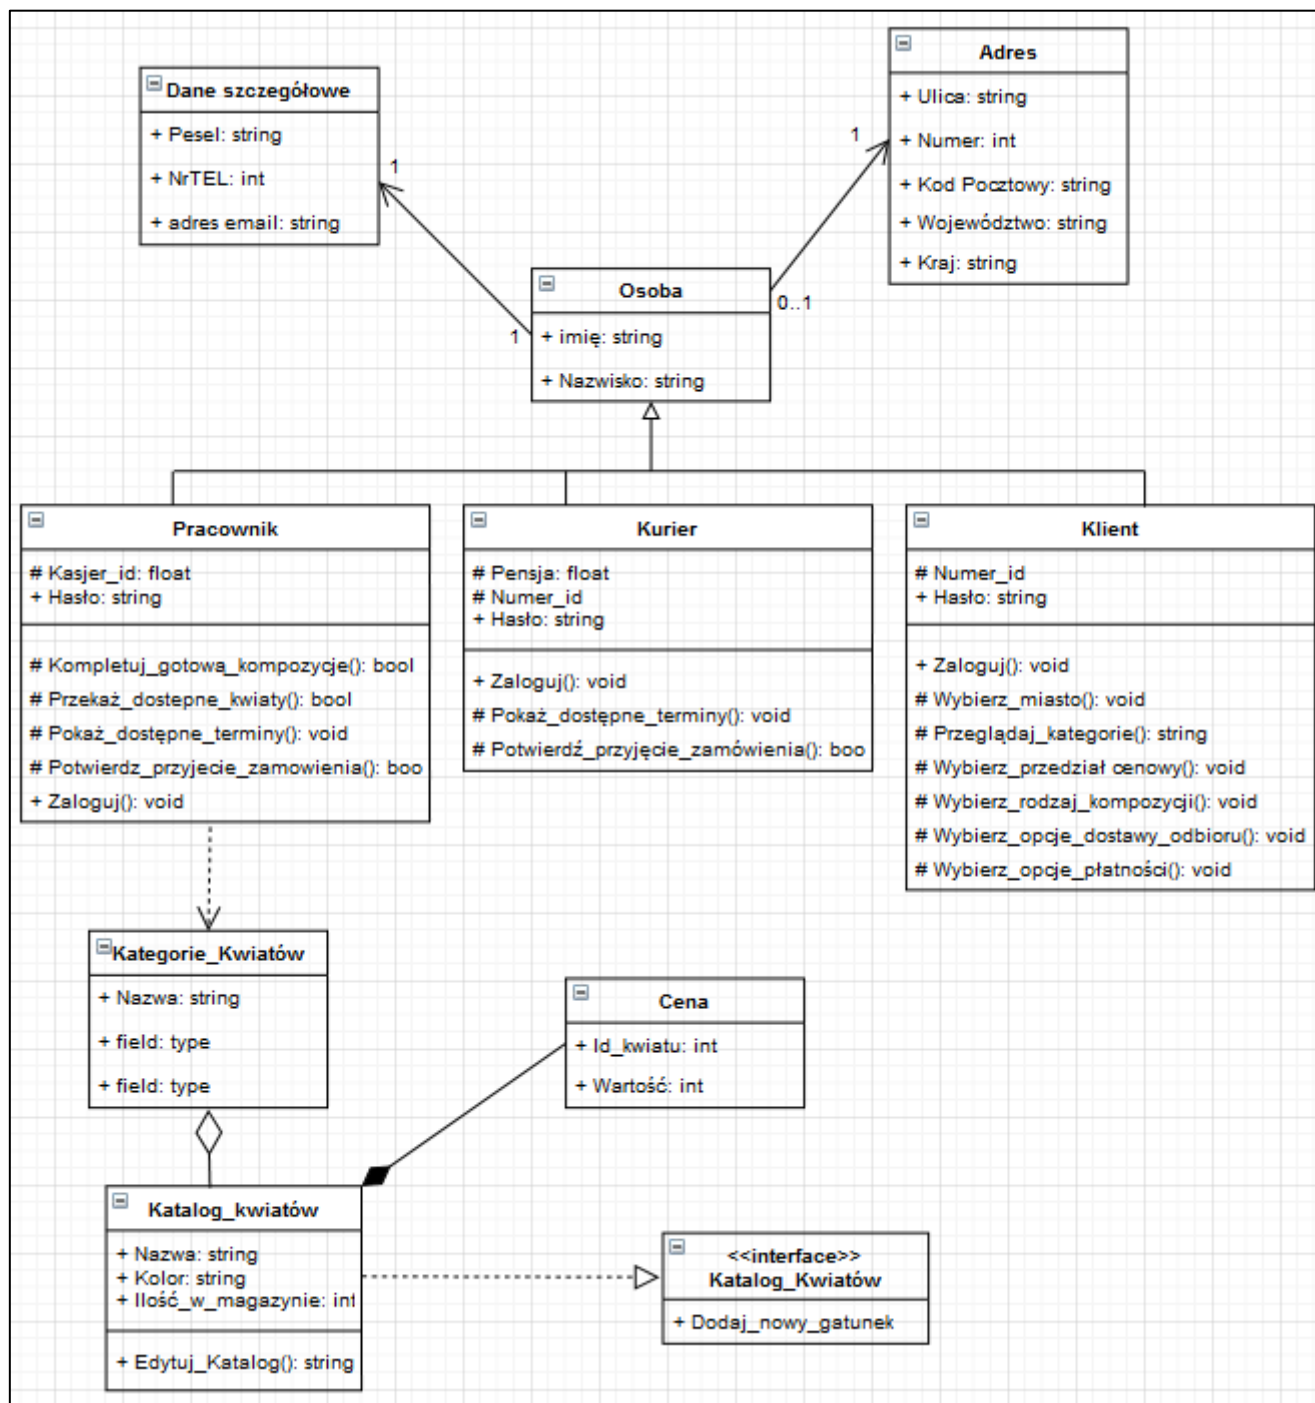 Dane szczegółowe
+ Pesel: string
+ NrTEL: int
+ adres email: string
Adres
+ Ulica: string
+ Numer: int
+ Kod Pocztowy: string
+ Województwo: string
+ Kraj: string
1
1
Osoba
+ imię: string
+ Nazwisko: string
1
0..1
Pracownik
# Kasjer_id: float
+ Hasło: string
# Kompletuj_gotowa_kompozycje(): bool
# Przekaż_dostepne_kwiaty(): bool
# Pokaż_dostępne_terminy(): void
# Potwierdz_przyjecie_zamowienia(): boo
+ Zaloguj(): void
Kurier
# Pensja: float
# Numer_id
+ Hasło: string
+ Zaloguj(): void
# Pokaż_dostępne_terminy(): void
# Potwierdź_przyjęcie_zamówienia(): boo
Klient
# Numer_id
+ Hasło: string
+ Zaloguj(): void
# Wybierz_miasto(): void
# Przeglądaj_kategorie(): string
# Wybierz_przedział cenowy(): void
# Wybierz_rodzaj_kompozycji(): void
# Wybierz_opcje_dostawy_odbioru(): void
# Wybierz_opcje_płatności(): void
Kategorie_Kwiatów
+ Nazwa: string
+ field: type
+ field: type
Cena
+ Id_kwiatu: int
+ Wartość: int
Katalog_kwiatów
+ Nazwa: string
+ Kolor: string
+ Ilość_w_magazynie: int
+ Edytuj_Katalog(): string
<<interface>>
Katalog_Kwiatów
+ Dodaj_nowy_gatunek